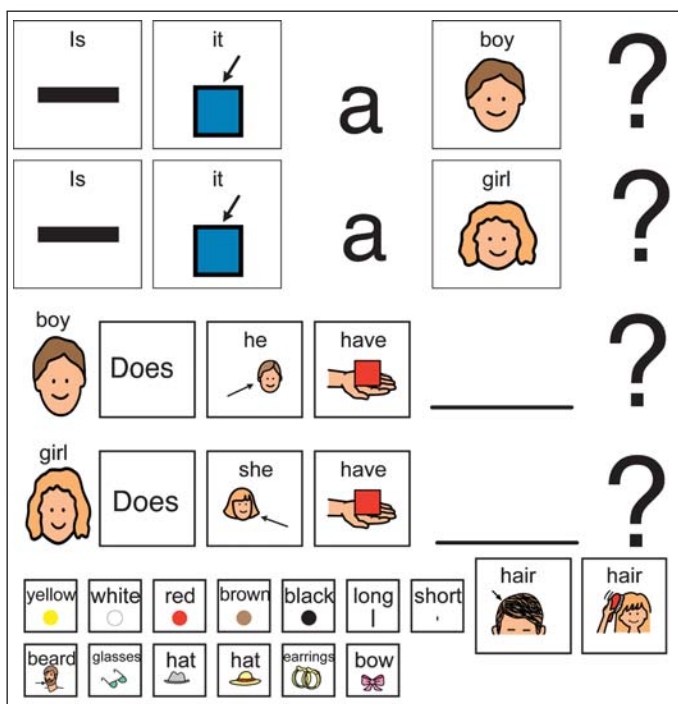 Is it a boy ?
Is it a girl ?
boy Does he have ?
girl Does she have ?
yellow white red brown black long short hair hair
beard glasses hat hat earrings bow